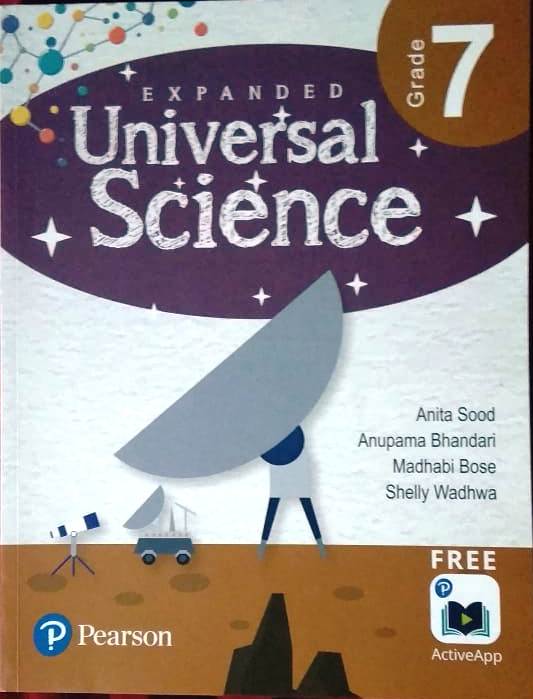 Grade 7
EXPANDED
Universal
Science
Anita Sood
Anupama Bhandari
Madhabi Bose
Shelly Wadhwa
FREE
P
ActiveApp
P Pearson